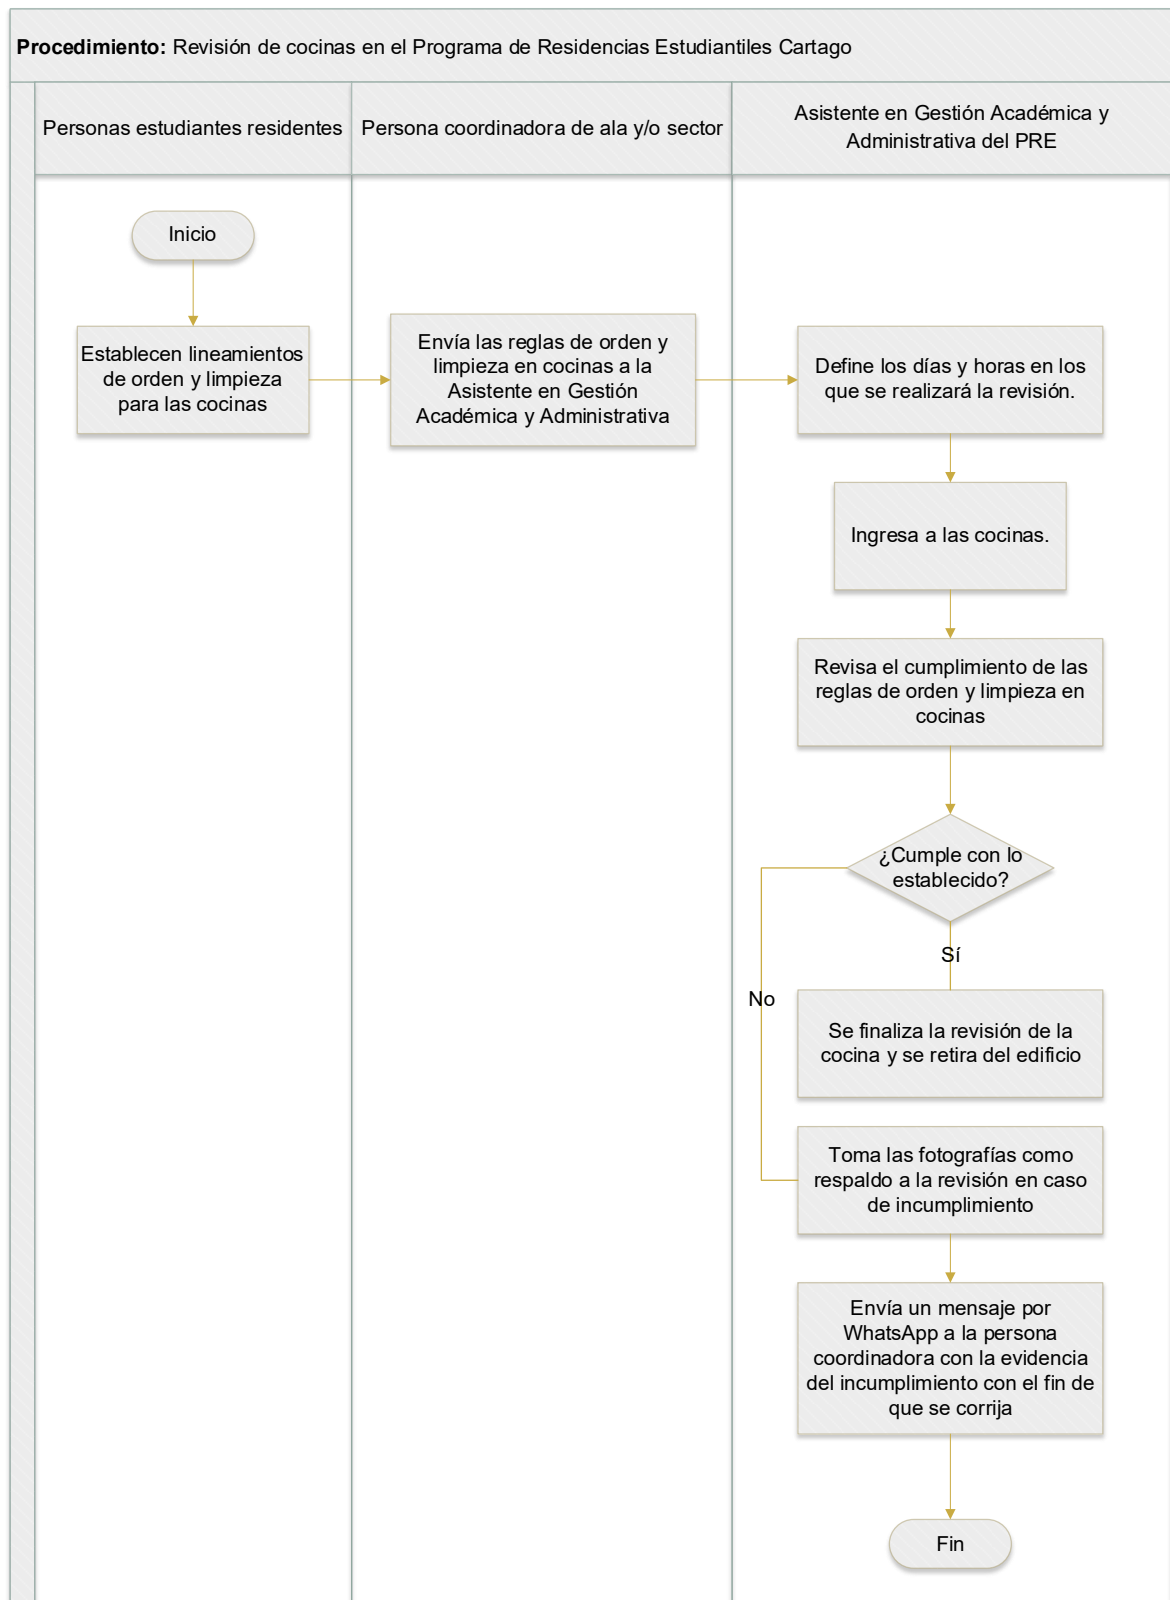 Procedimiento: Revisión de cocinas en el Programa de Residencias Estudiantiles Cartago
Personas estudiantes residentes
Persona coordinadora de ala y/o sector
Asistente en Gestión Académica y
Administrativa del PRE
Inicio
Establecen lineamientos
de orden y limpieza
para las cocinas
Envía las reglas de orden y
limpieza en cocinas a la
Asistente en Gestión
Académica y Administrativa
Define los días y horas en los
que se realizará la revisión.
Ingresa a las cocinas.
Revisa el cumplimiento de las
reglas de orden y limpieza en
cocinas
¿Cumple con lo
establecido?
Sí
No
Se finaliza la revisión de la
cocina y se retira del edificio
Toma las fotografías como
respaldo a la revisión en caso
de incumplimiento
Envía un mensaje por
WhatsApp a la persona
coordinadora con la evidencia
del incumplimiento con el fin de
que se corrija
Fin